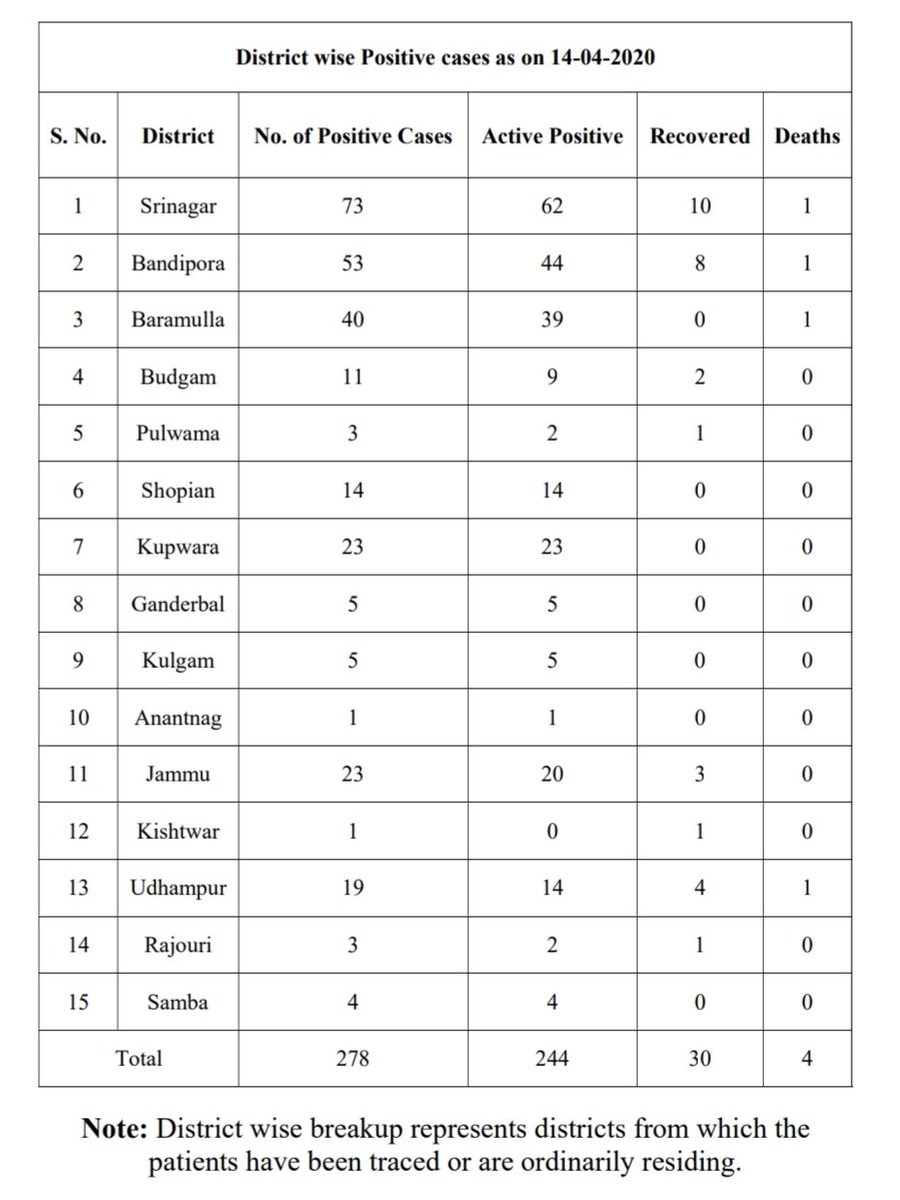 District wise Positive cases as on 14-04-2020
S. No. District No. of Positive Cases Active Positive Recovered Deaths
1 Srinagar 73 62 10 1
2 Bandipora 53 44 8 1
3 Baramulla 40 39 0 1
4 Budgam 11 9 2 0
5 Pulwama 3 2 1 0
6 Shopian 14 14 0 0
7 Kupwara 23 23 0 0
8 Ganderbal 5 5 0 0
9 Kulgam 5 5 0 0
10 Anantnag 1 1 0 0
11 Jammu 23 20 3 0
12 Kishtwar 1 0 1 0
13 Udhampur 19 14 4 1
14 Rajouri 3 2 1 0
15 Samba 4 4 0 0
Total 278 244 30 4
Note: District wise breakup represents districts from which the
patients have been traced or are ordinarily residing.